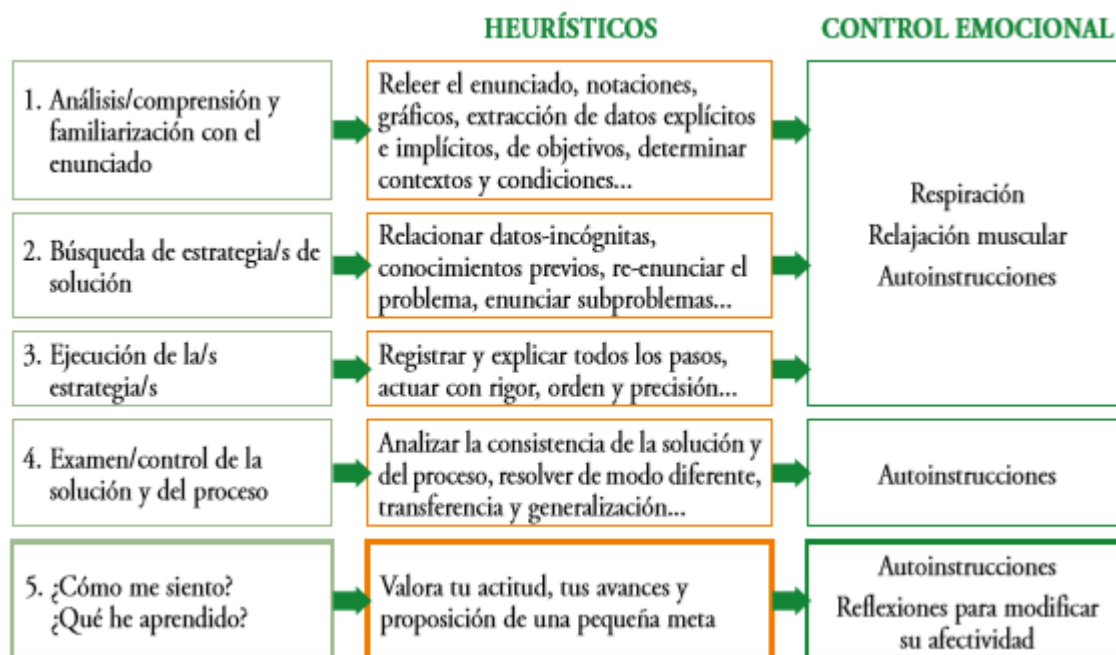 HEURÍSTICOS
CONTROL EMOCIONAL
1. Análisis/comprensión y
familiarización con el
enunciado
Releer el enunciado, notaciones,
gráficos, extracción de datos explícitos
e implícitos, de objetivos, determinar
contextos y condiciones...
Respiración
Relajación muscular
Autoinstrucciones
2. Búsqueda de estrategia/s de
solución
Relacionar datos-incógnitas,
conocimientos previos, re-enunciar el
problema, enunciar subproblemas...
3. Ejecución de la/s
estrategia/s
Registrar y explicar todos los pasos,
actuar con rigor, orden y precisión...
4. Examen/control de la
solución y del proceso
Analizar la consistencia de la solución y
del proceso, resolver de modo diferente,
transferencia y generalización...
Autoinstrucciones
5. ¿Cómo me siento?
¿Qué he aprendido?
Valora tu actitud, tus avances y
proposición de una pequeña meta
Autoinstrucciones
Reflexiones para modificar
su afectividad